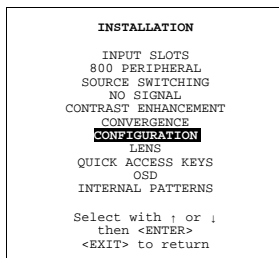 INSTALLATION
INPUT SLOTS
800 PERIPHERAL
SOURCE SWITCHING
NO SIGNAL
CONTRAST ENHANCEMENT
CONVERGENCE
CONFIGURATION
LENS
QUICK ACCESS KEYS
OSD
INTERNAL PATTERNS
Select with ↑ or ↓
then <ENTER>
<EXIT> to return